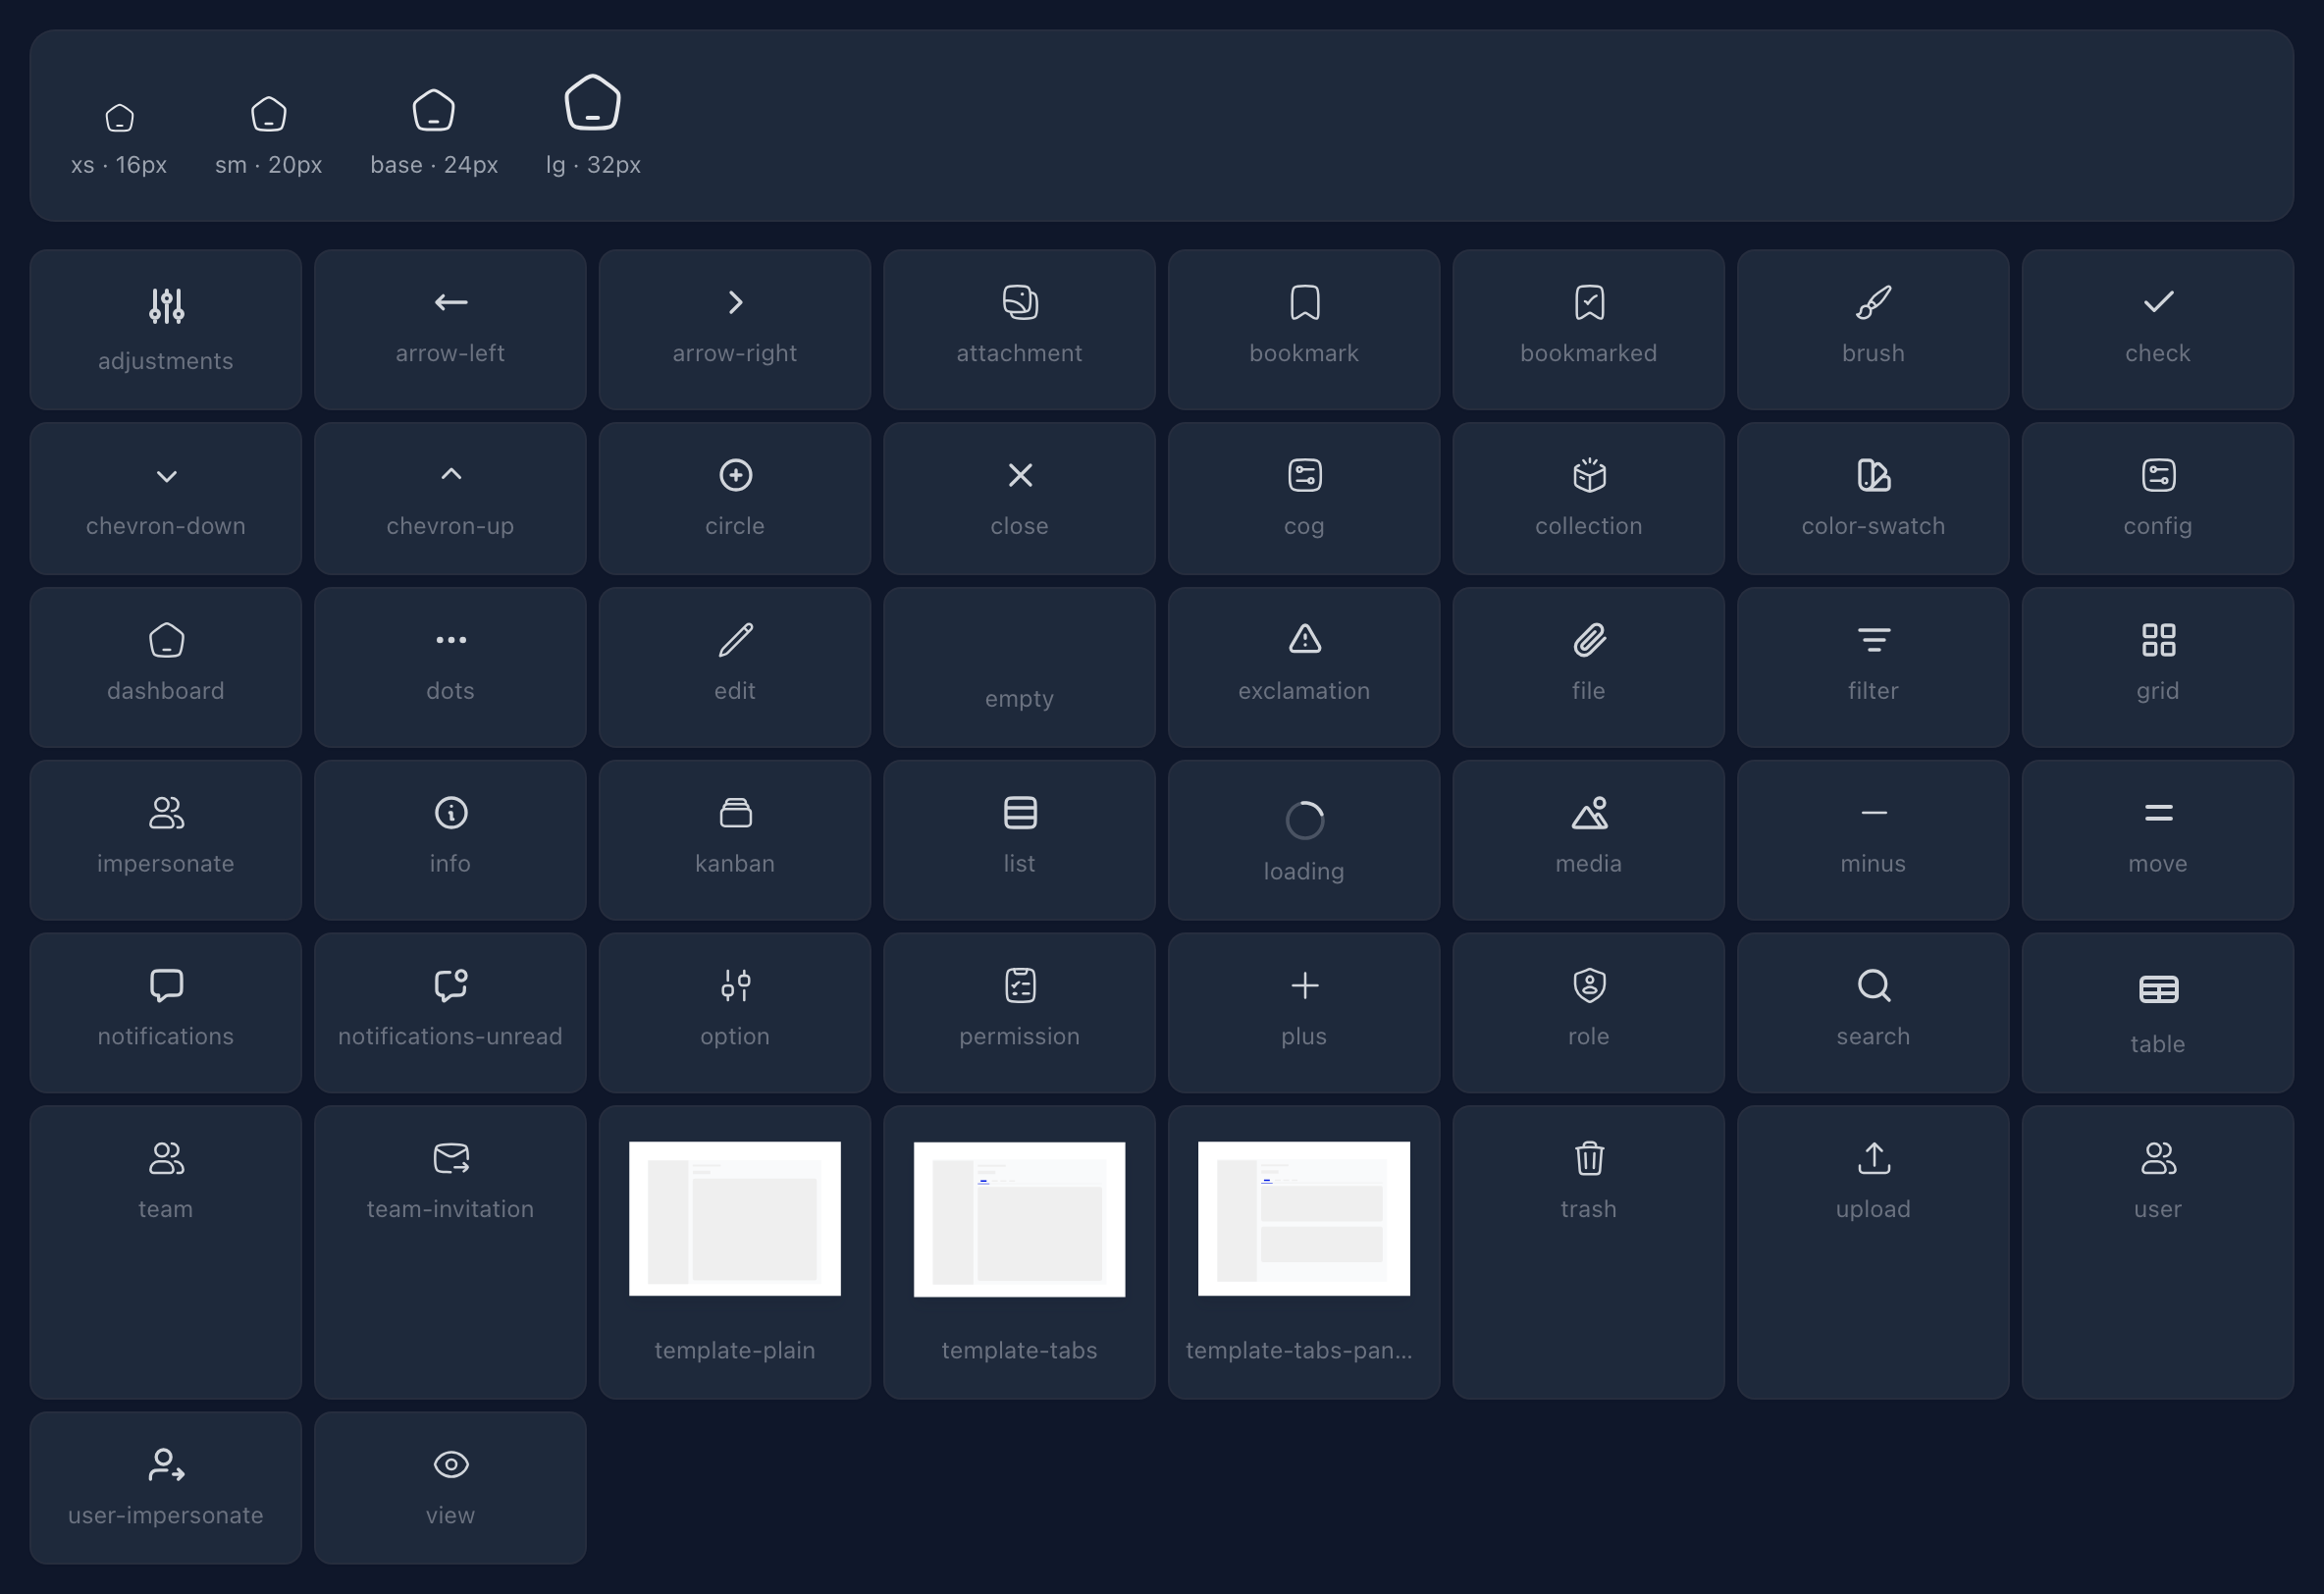 xs · 16px
sm · 20px
base · 24px
lg · 32px
adjustments
arrow-left
arrow-right
attachment
bookmark
bookmarked
brush
check
chevron-down
chevron-up
circle
close
cog
collection
color-swatch
config
dashboard
dots
edit
empty
exclamation
file
filter
grid
impersonate
info
kanban
list
loading
media
minus
move
notifications
notifications-unread
option
permission
plus
role
search
table
team
team-invitation
template-plain
template-tabs
template-tabs-pan...
trash
upload
user
user-impersonate
view